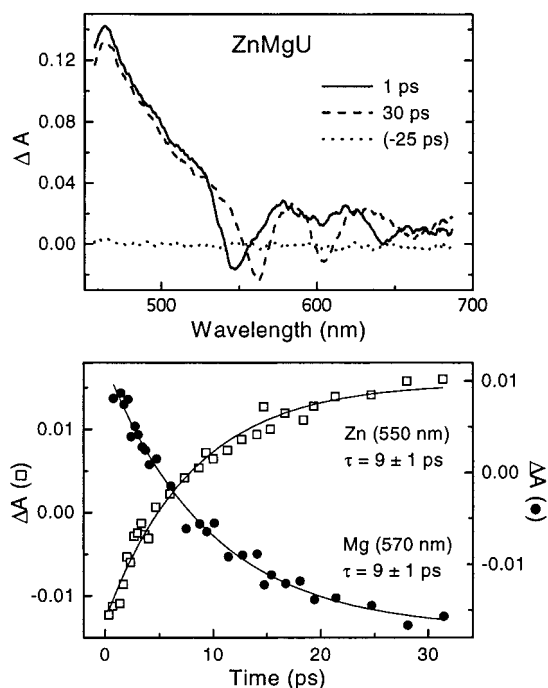 ZnMgU
1 ps
30 ps
(-25 ps)
Δ A
0.12
0.08
0.04
0.00
500
550
600
650
700
Wavelength (nm)
ΔA (□)
0.01
0.00
-0.01
0.01
0.00
-0.01
ΔA (●)
Zn (550 nm)
τ = 9 ± 1 ps
Mg (570 nm)
τ = 9 ± 1 ps
0
10
20
30
Time (ps)